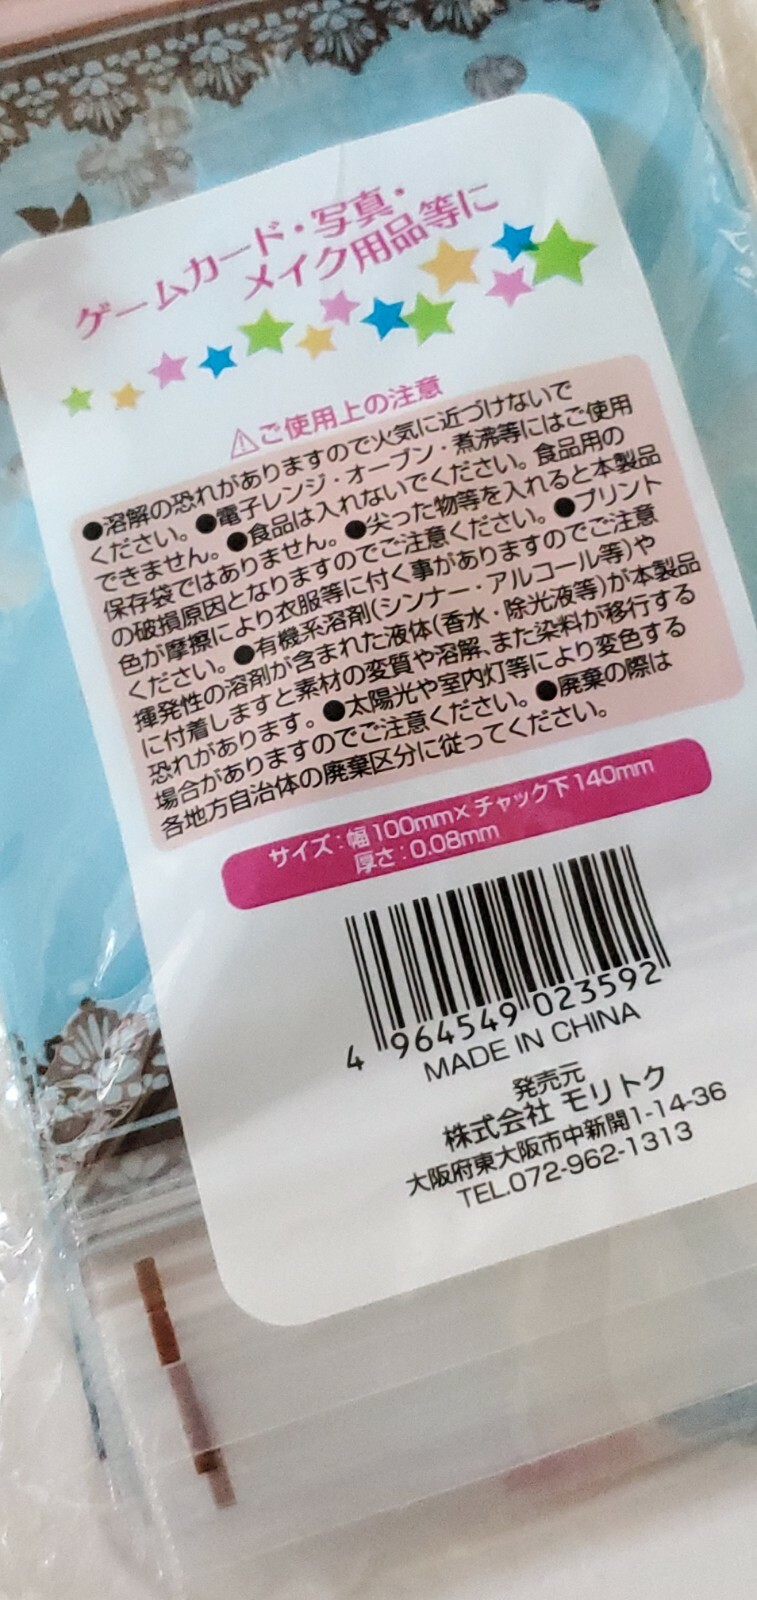 ゲームカード・写真・
メイク用品等に
⚠ご使用上の注意
●溶解の恐れがありますので火気に近づけないで
ください。●電子レンジ・オーブン・煮沸等にはご使用
できません。●食品は入れないでください。食品用の
保存袋ではありません。●尖った物等を入れると本製品
の破損原因となりますのでご注意ください。●プリント
色が摩擦により衣服等に付く事がありますのでご注意
ください。●有機系溶剤(シンナー・アルコール等)や
揮発性の溶剤が含まれた液体(香水・除光液等)が本製品
に付着しますと素材の変質や溶解、また染料が移行する
恐れがあります。●太陽光や室内灯等により変色する
場合がありますのでご注意ください。●廃棄の際は
各地方自治体の廃棄区分に従ってください。
サイズ:幅100mm×チャック下140mm
厚さ:0.08mm
4 964549 023592
MADE IN CHINA
発売元
株式会社 モリトク
大阪府東大阪市中新開1-14-36
TEL.072-962-1313